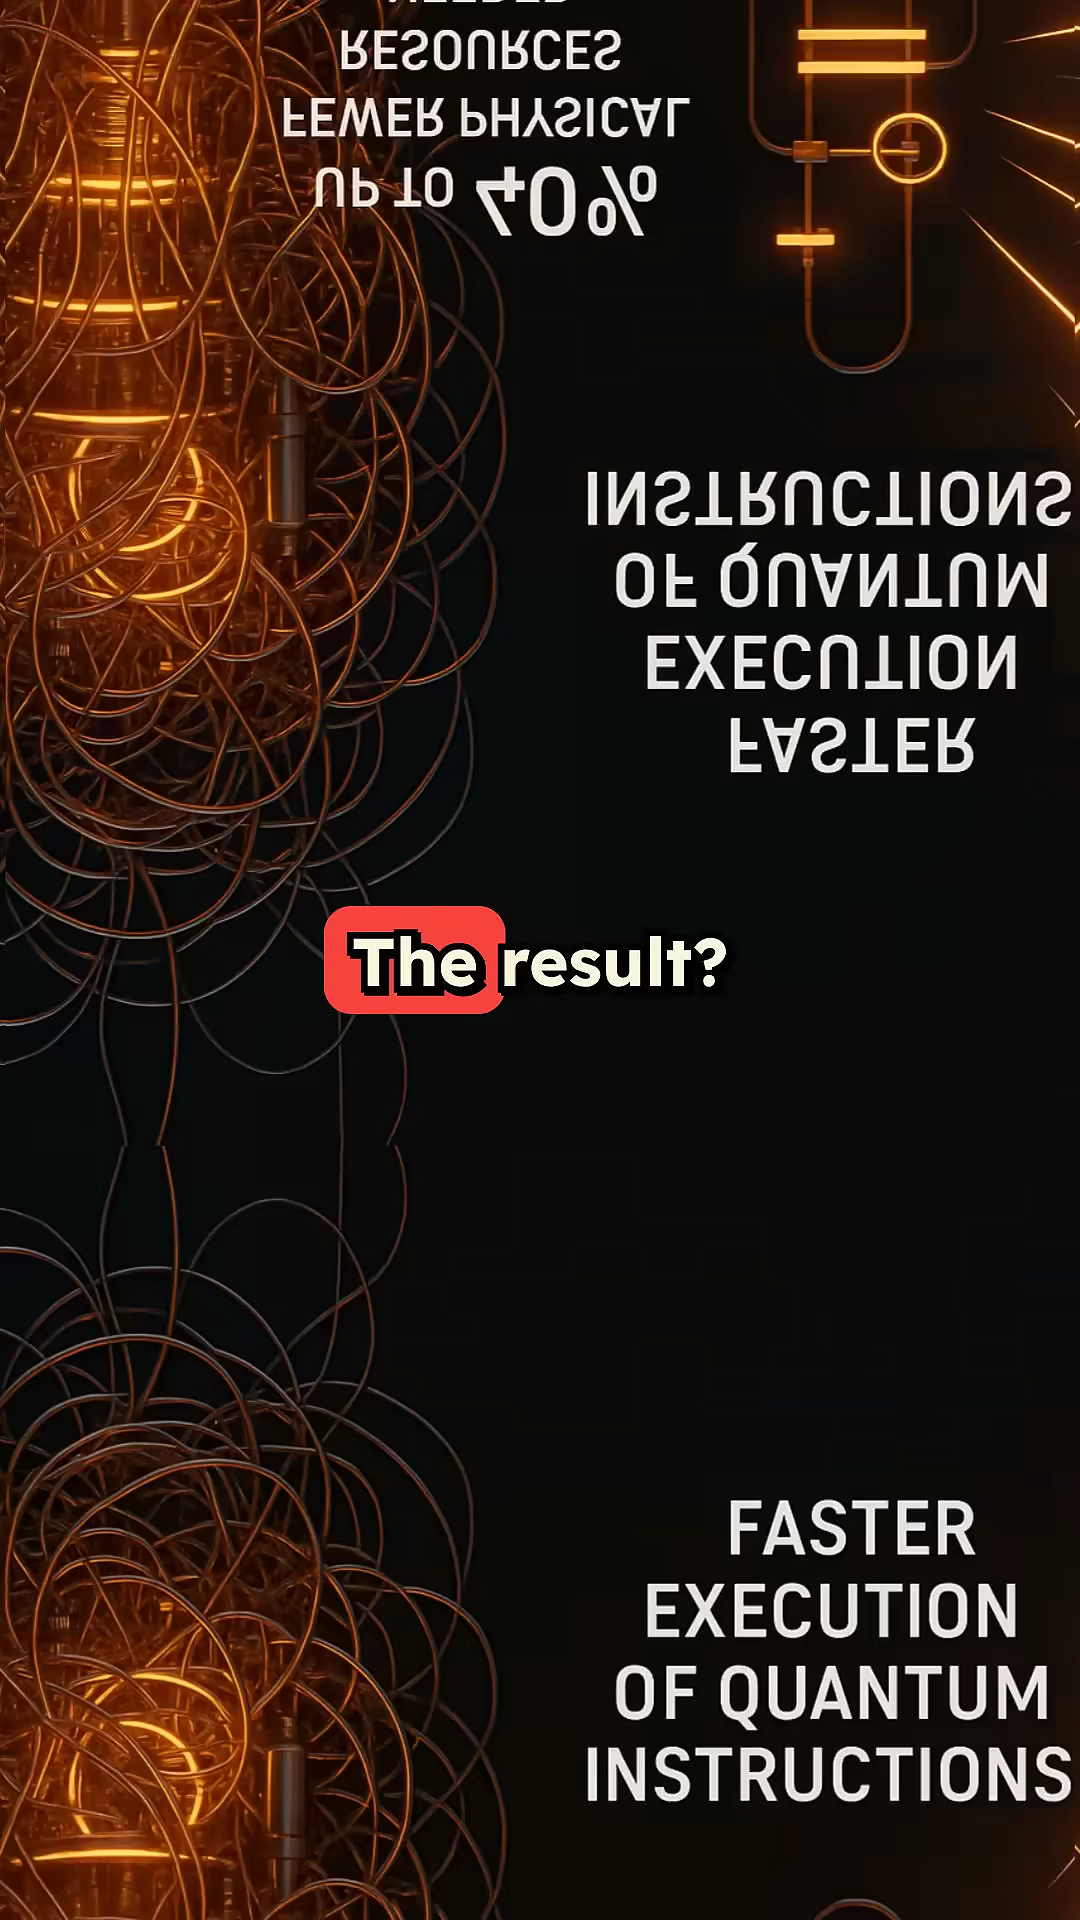 RESOURCES
FEWER PHYSICAL
UP TO 40%
INSTRUCTIONS
OF QUANTUM
EXECUTION
FASTER
The result?
FASTER
EXECUTION
OF QUANTUM
INSTRUCTIONS